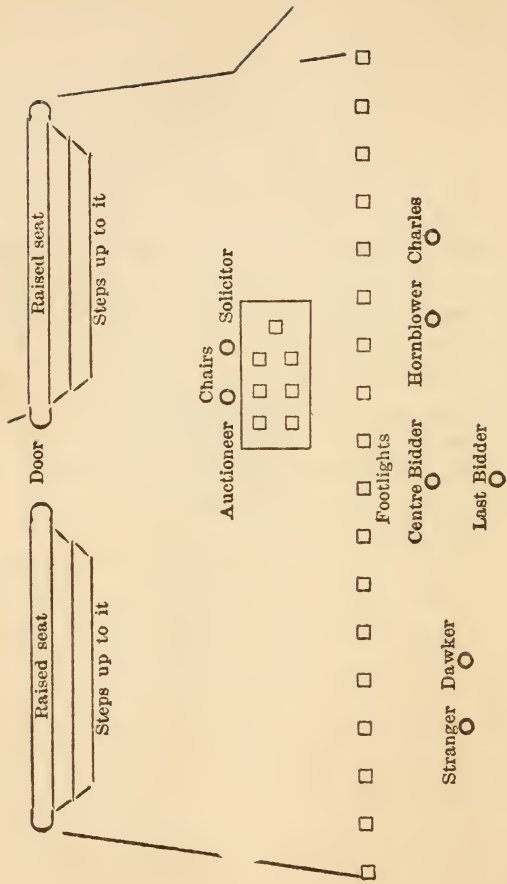 Raised seat
Steps up to it
Door
Raised seat
Steps up to it
Chairs
Auctioneer
Solicitor
Footlights
Stranger
Dawker
Centre Bidder
Last Bidder
Hornblower
Charles